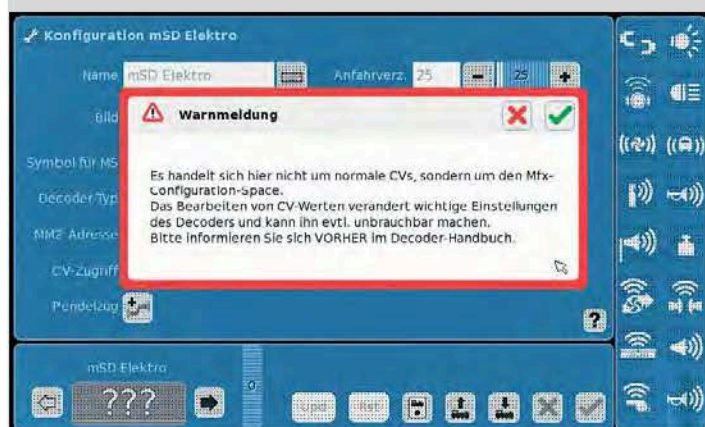 Konfiguration mSD Elektro
Name mSD Elektro Anfahrverz. 25 - 25 +
Bild
Warnmeldung
Symbol für MS
Es handelt sich hier nicht um normale CVs, sondern um den Mfx-
Configuration-Space.
Decoder-Typ
Das Bearbeiten von CV-Werten verändert wichtige Einstellungen
des Decoders und kann ihn evtl. unbrauchbar machen.
MM2-Adresse
Bitte informieren Sie sich VORHER im Decoder-Handbuch.
CV-Zugriff
Pendelzug
?
mSD Elektro
0
???
Upd
Rst